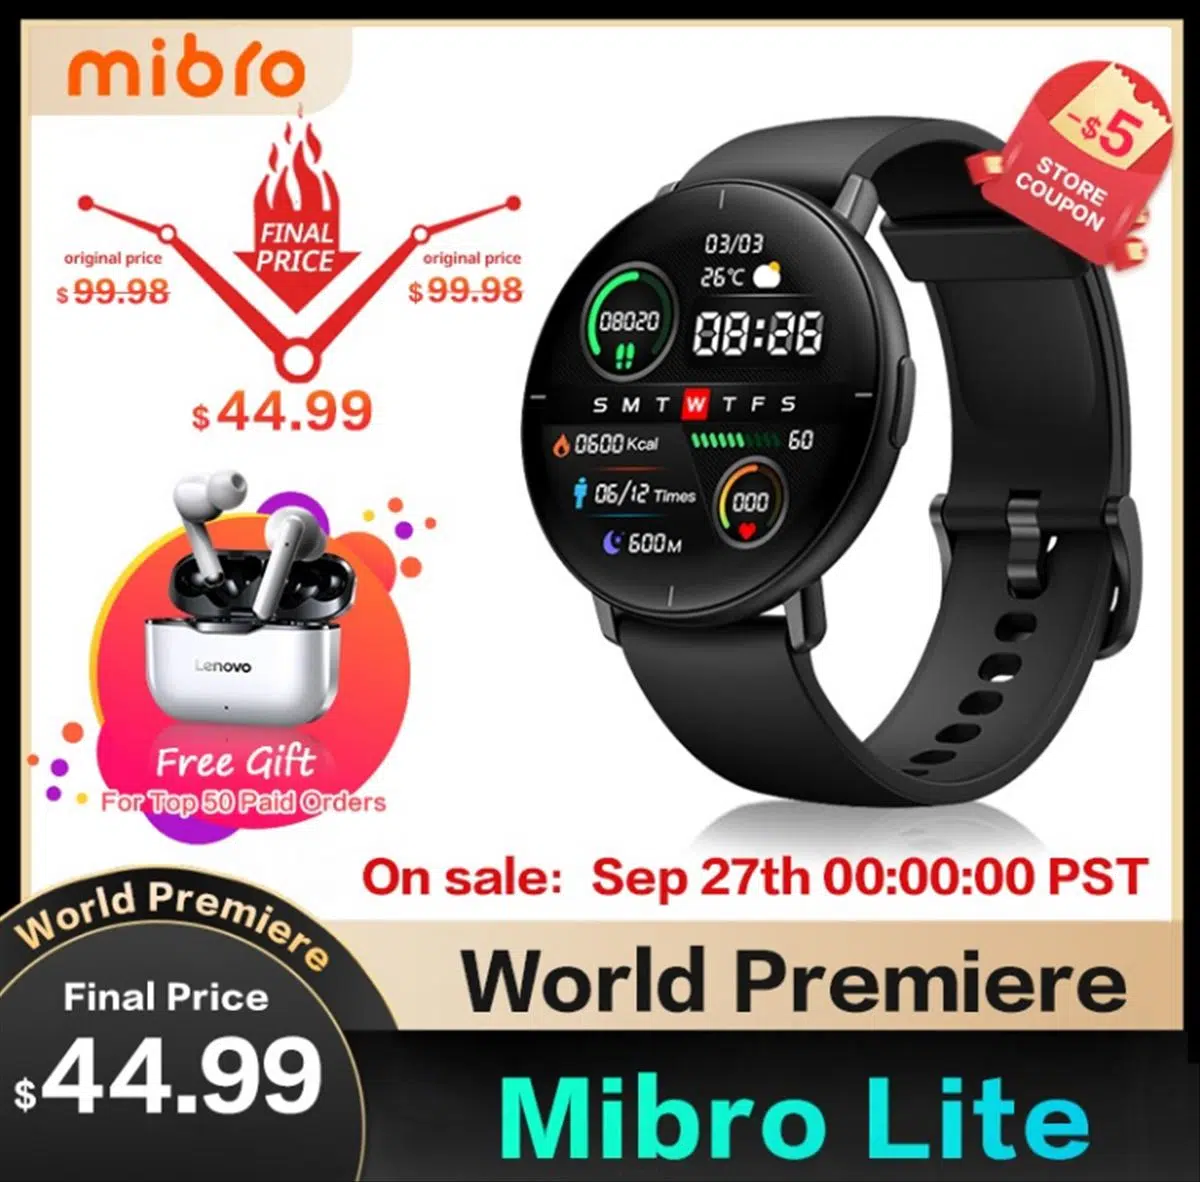 mibro
-$5
STORE
COUPON
FINAL
PRICE
original price
$99.98
original price
$99.98
$44.99
03/03
26°C
08020
08:26
S M T W T F S
0600 Kcal
60
06/12 Times
000
600M
Lenovo
Free Gift
For Top 50 Paid Orders
On sale: Sep 27th 00:00:00 PST
World Premiere
Final Price
$44.99
World Premiere
Mibro Lite